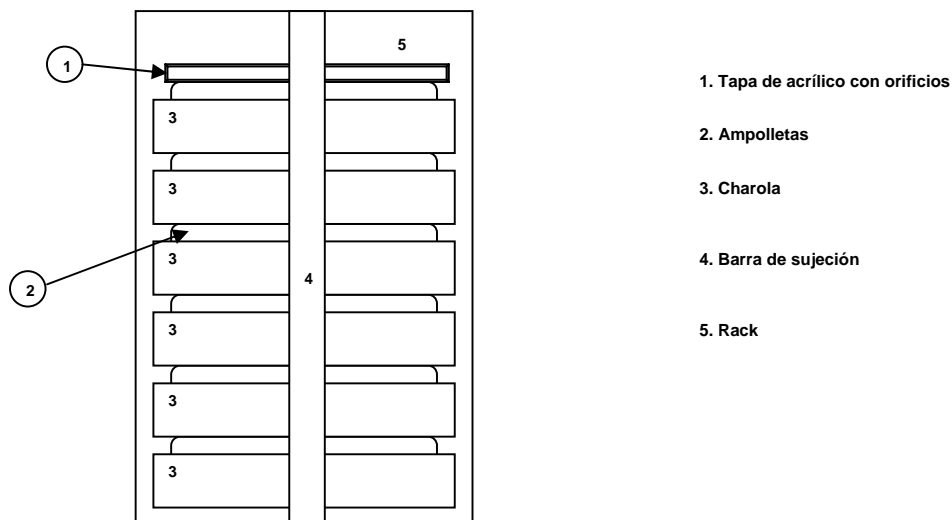 5
1
1. Tapa de acrílico con orificios
3
2. Ampolletas
3
3. Charola
3
4. Barra de sujeción
4
2
3
5. Rack
3
3